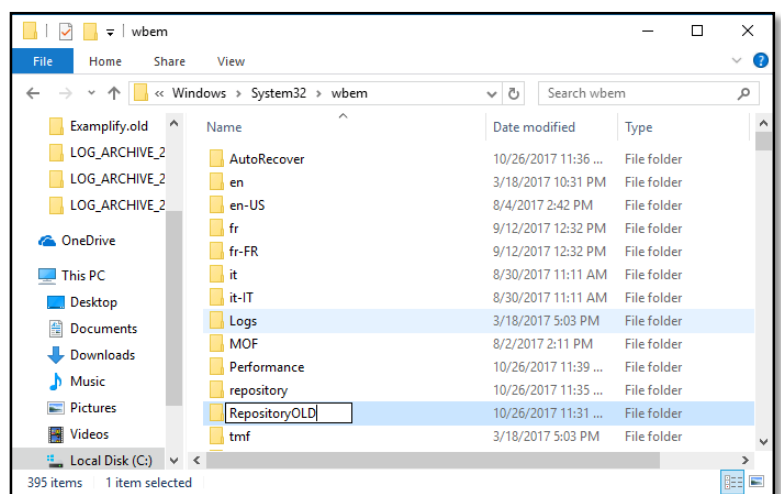 wbem
File Home Share View
« Windows > System32 > wbem Search wbem
Examplify.old
LOG_ARCHIVE_2
LOG_ARCHIVE_2
LOG_ARCHIVE_2
OneDrive
This PC
Desktop
Documents
Downloads
Music
Pictures
Videos
Local Disk (C:)
Name Date modified Type
AutoRecover 10/26/2017 11:36 ... File folder
en 3/18/2017 10:31 PM File folder
en-US 8/4/2017 2:42 PM File folder
fr 9/12/2017 12:32 PM File folder
fr-FR 9/12/2017 12:32 PM File folder
it 8/30/2017 11:11 AM File folder
it-IT 8/30/2017 11:11 AM File folder
Logs 3/18/2017 5:03 PM File folder
MOF 8/2/2017 2:11 PM File folder
Performance 10/26/2017 11:39 ... File folder
repository 10/26/2017 11:35 ... File folder
RepositoryOLD 10/26/2017 11:31 ... File folder
tmf 3/18/2017 5:03 PM File folder
395 items 1 item selected